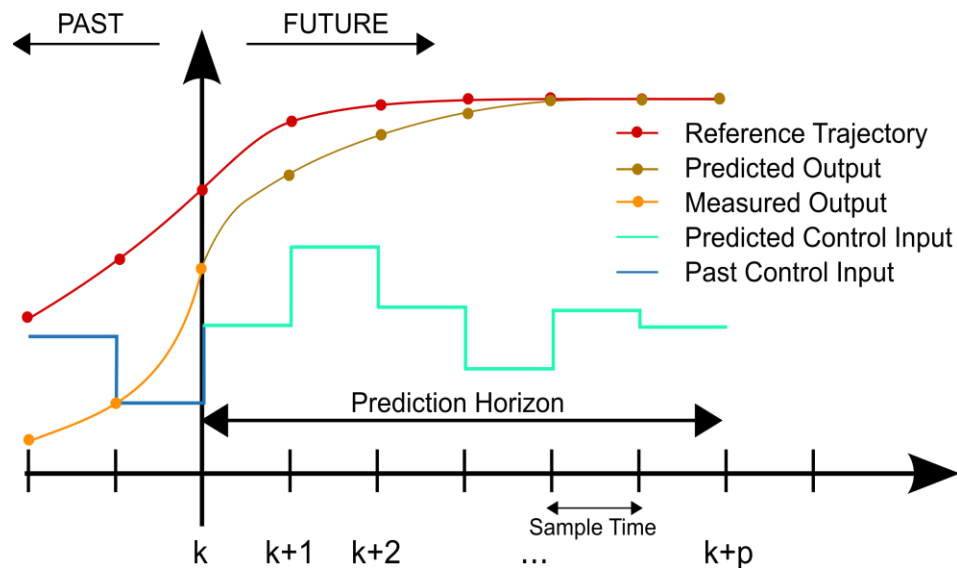 PAST
FUTURE
Reference Trajectory
Predicted Output
Measured Output
Predicted Control Input
Past Control Input
Prediction Horizon
Sample Time
k
k+1
k+2
...
k+p